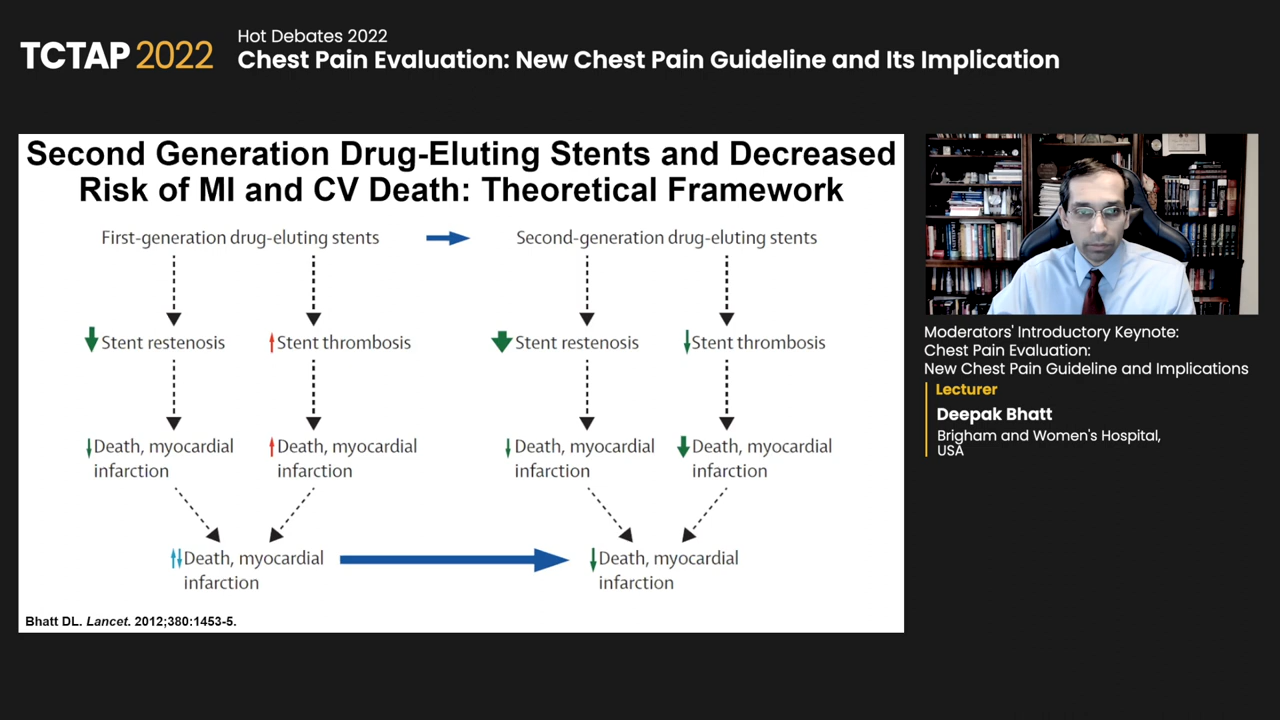 TCTAP 2022
Hot Debates 2022
Chest Pain Evaluation: New Chest Pain Guideline and Its Implication
Second Generation Drug-Eluting Stents and Decreased
Risk of MI and CV Death: Theoretical Framework
First-generation drug-eluting stents
Second-generation drug-eluting stents
Stent restenosis
Stent thrombosis
Stent restenosis
Stent thrombosis
Death, myocardial
infarction
Death, myocardial
infarction
Death, myocardial
infarction
Death, myocardial
infarction
Death, myocardial
infarction
Death, myocardial
infarction
Bhatt DL. Lancet. 2012;380:1453-5.
Moderators' Introductory Keynote:
Chest Pain Evaluation:
New Chest Pain Guideline and Implications
Lecturer
Deepak Bhatt
Brigham and Women's Hospital,
USA